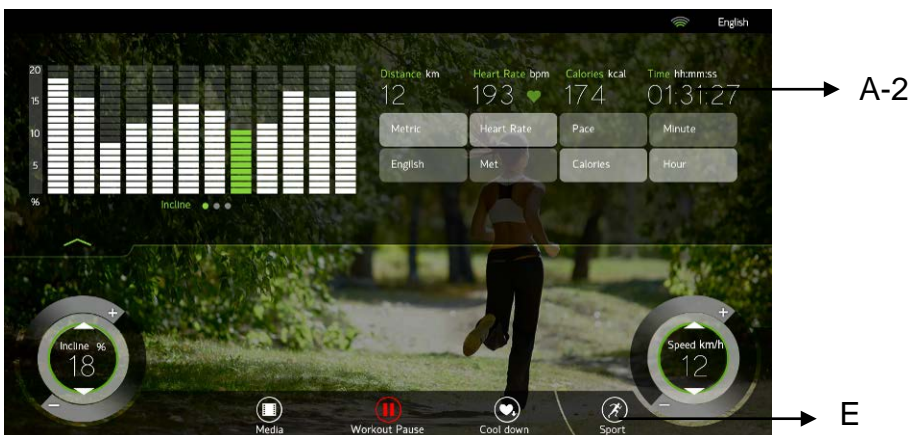 English
20
15
10
5
%
Incline
Distance km
12
Heart Rate bpm
193
Calories kcal
174
Time hh:mm:ss
01:31:27
A-2
Metric
Heart Rate
Pace
Minute
English
Met
Calories
Hour
+
Incline %
18
−
+
Speed km/h
12
−
Media
Workout Pause
Cool down
Sport
E